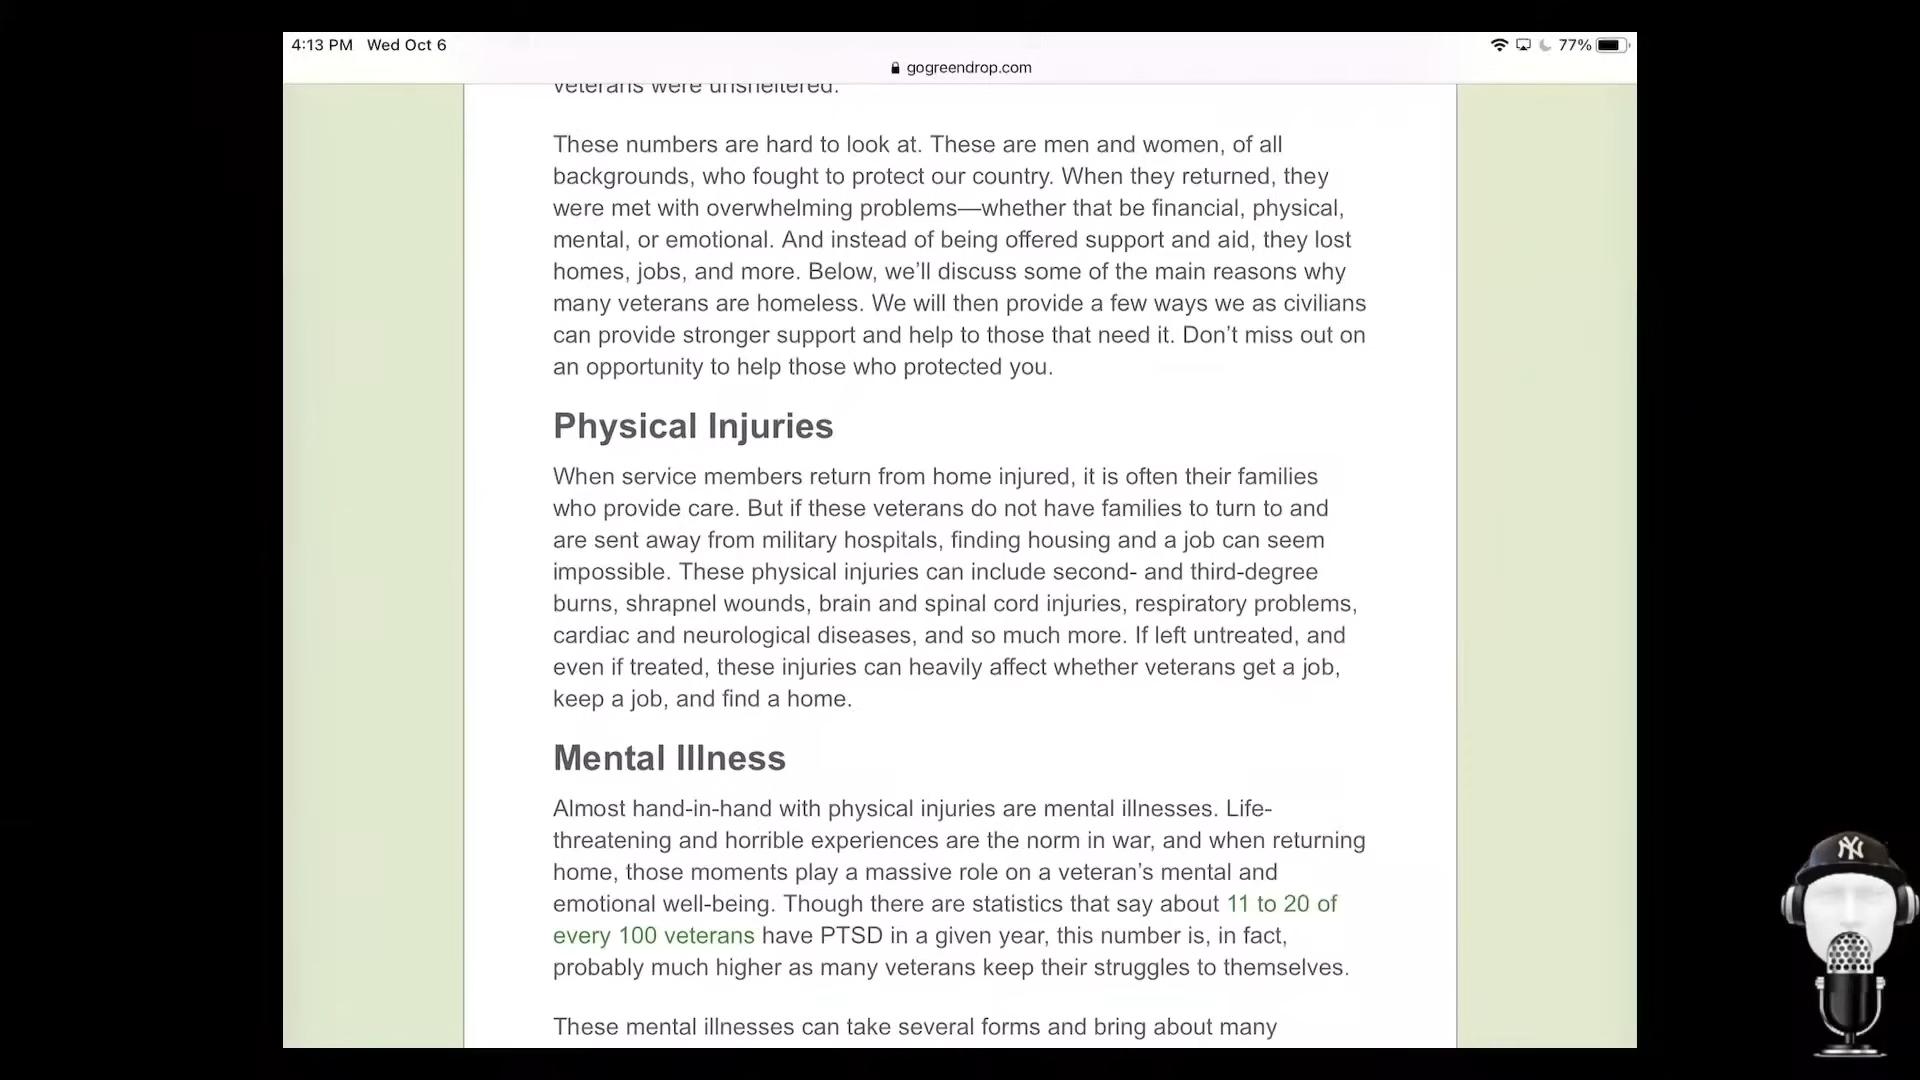 4:13 PM Wed Oct 6
77%
gogreendrop.com
veterans were unsheltered.
These numbers are hard to look at. These are men and women, of all
backgrounds, who fought to protect our country. When they returned, they
were met with overwhelming problems—whether that be financial, physical,
mental, or emotional. And instead of being offered support and aid, they lost
homes, jobs, and more. Below, we’ll discuss some of the main reasons why
many veterans are homeless. We will then provide a few ways we as civilians
can provide stronger support and help to those that need it. Don’t miss out on
an opportunity to help those who protected you.
Physical Injuries
When service members return from home injured, it is often their families
who provide care. But if these veterans do not have families to turn to and
are sent away from military hospitals, finding housing and a job can seem
impossible. These physical injuries can include second- and third-degree
burns, shrapnel wounds, brain and spinal cord injuries, respiratory problems,
cardiac and neurological diseases, and so much more. If left untreated, and
even if treated, these injuries can heavily affect whether veterans get a job,
keep a job, and find a home.
Mental Illness
Almost hand-in-hand with physical injuries are mental illnesses. Life-
threatening and horrible experiences are the norm in war, and when returning
home, those moments play a massive role on a veteran’s mental and
emotional well-being. Though there are statistics that say about 11 to 20 of
every 100 veterans have PTSD in a given year, this number is, in fact,
probably much higher as many veterans keep their struggles to themselves.
These mental illnesses can take several forms and bring about many
NY